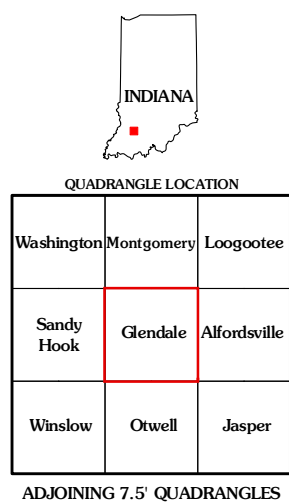 INDIANA
QUADRANGLE LOCATION
Washington Montgomery Loogootee
Sandy
Hook
Glendale Alfordsville
Winslow Otwell Jasper
ADJOINING 7.5' QUADRANGLES